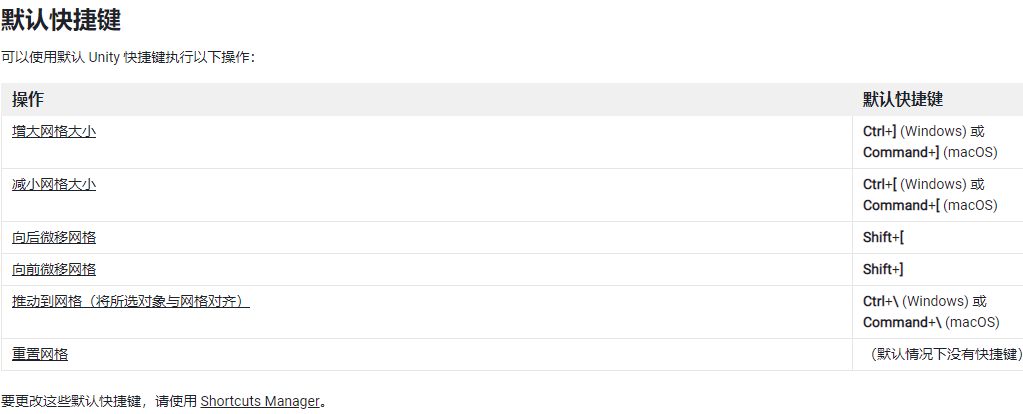 默认快捷键
可以使用默认 Unity 快捷键执行以下操作：
操作 默认快捷键
增大网格大小 Ctrl+] (Windows) 或
Command+] (macOS)
减小网格大小 Ctrl+[ (Windows) 或
Command+[ (macOS)
向后微移网格 Shift+[
向前微移网格 Shift+]
推动到网格（将所选对象与网格对齐） Ctrl+\ (Windows) 或
Command+\ (macOS)
重置网格 （默认情况下没有快捷键）
要更改这些默认快捷键，请使用 Shortcuts Manager。